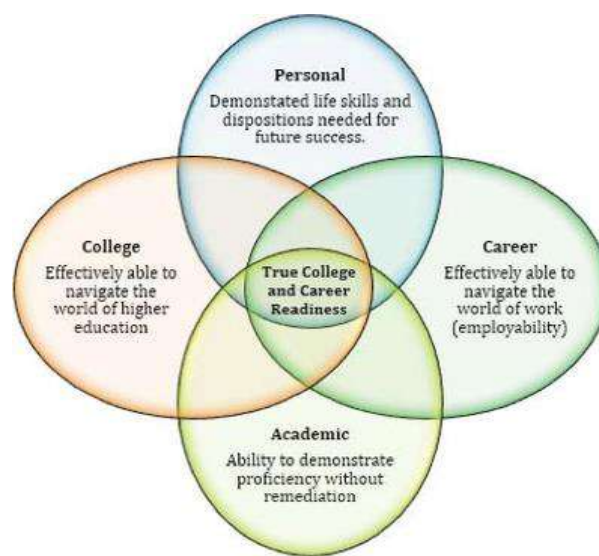 Personal
Demonstated life skills and
dispositions needed for
future success.
College
Effectively able to
navigate the
world of higher
education
True College
and Career
Readiness
Career
Effectively able to
navigate the
world of work
(employability)
Academic
Ability to demonstrate
proficiency without
remediation